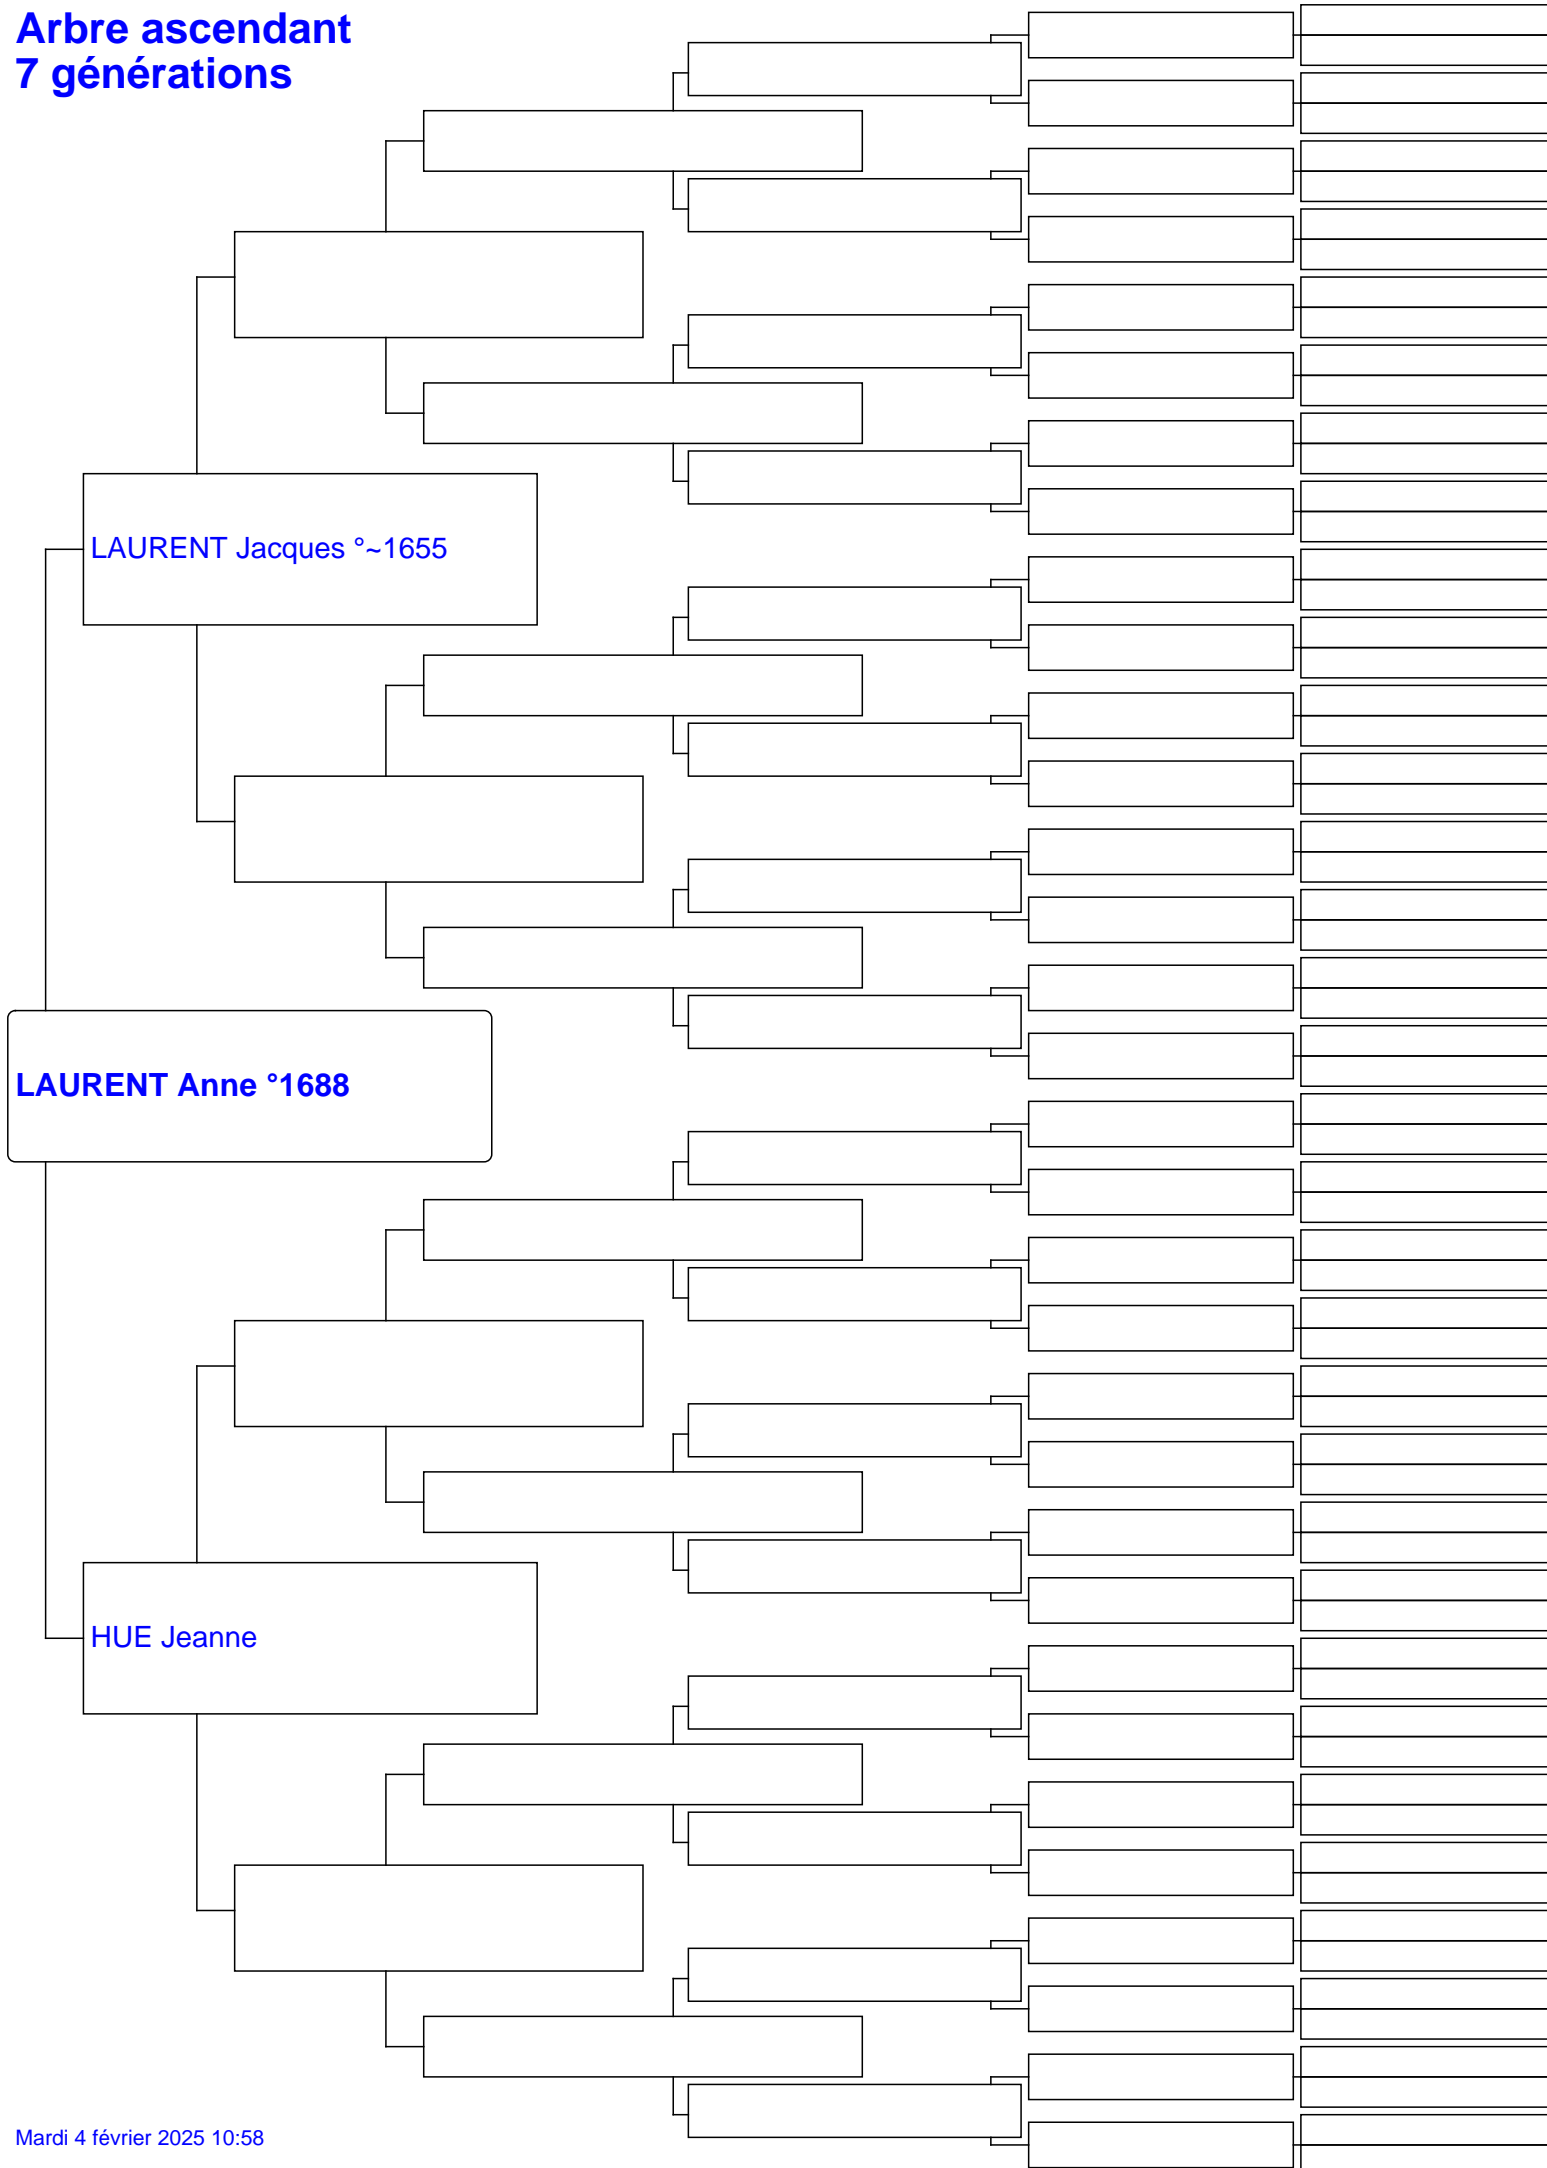 Arbre ascendant
7 générations
LAURENT Jacques °~1655
LAURENT Anne °1688
HUE Jeanne
Mardi 4 février 2025 10:58